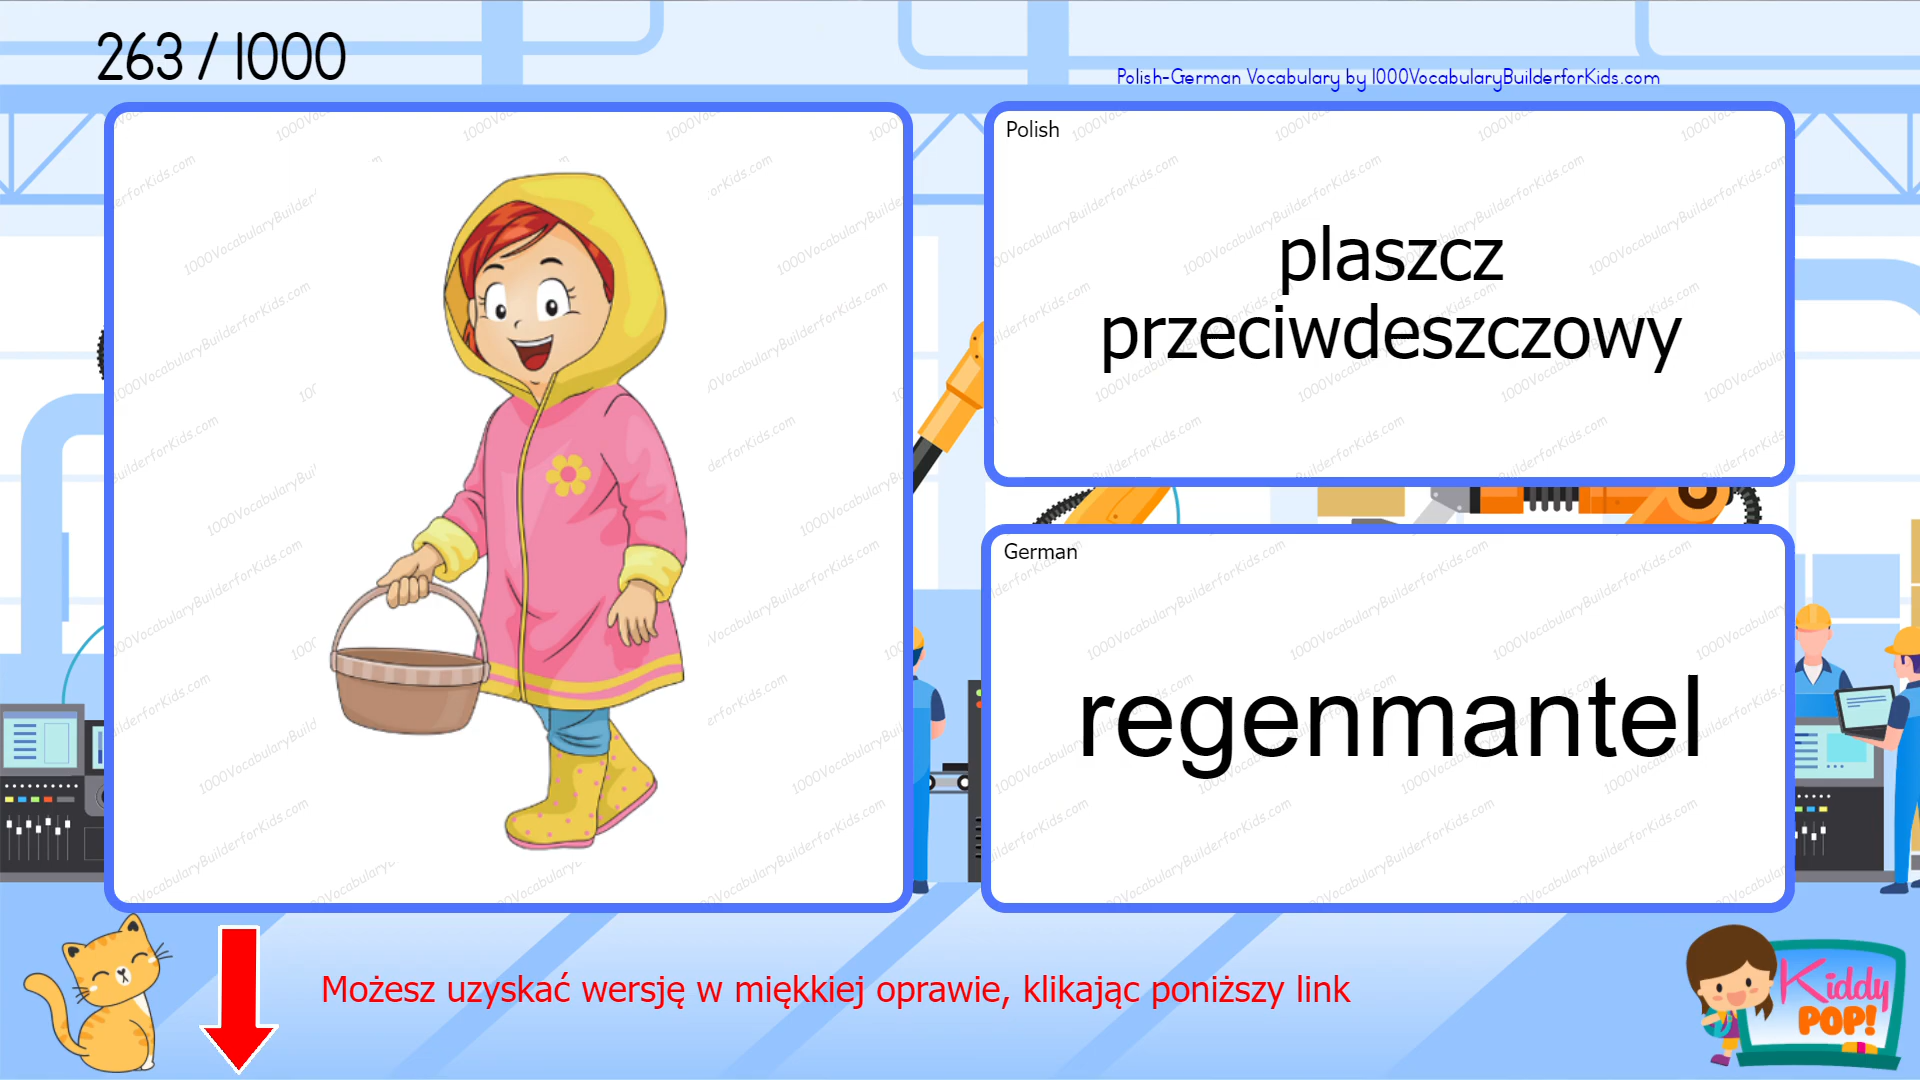 263 / 1000
Polish-German Vocabulary by 1000VocabularyBuilderforKids.com
Polish
plaszcz
przeciwdeszczowy
German
regenmantel
Możesz uzyskać wersję w miękkiej oprawie, klikając poniższy link
Kiddy
POP!